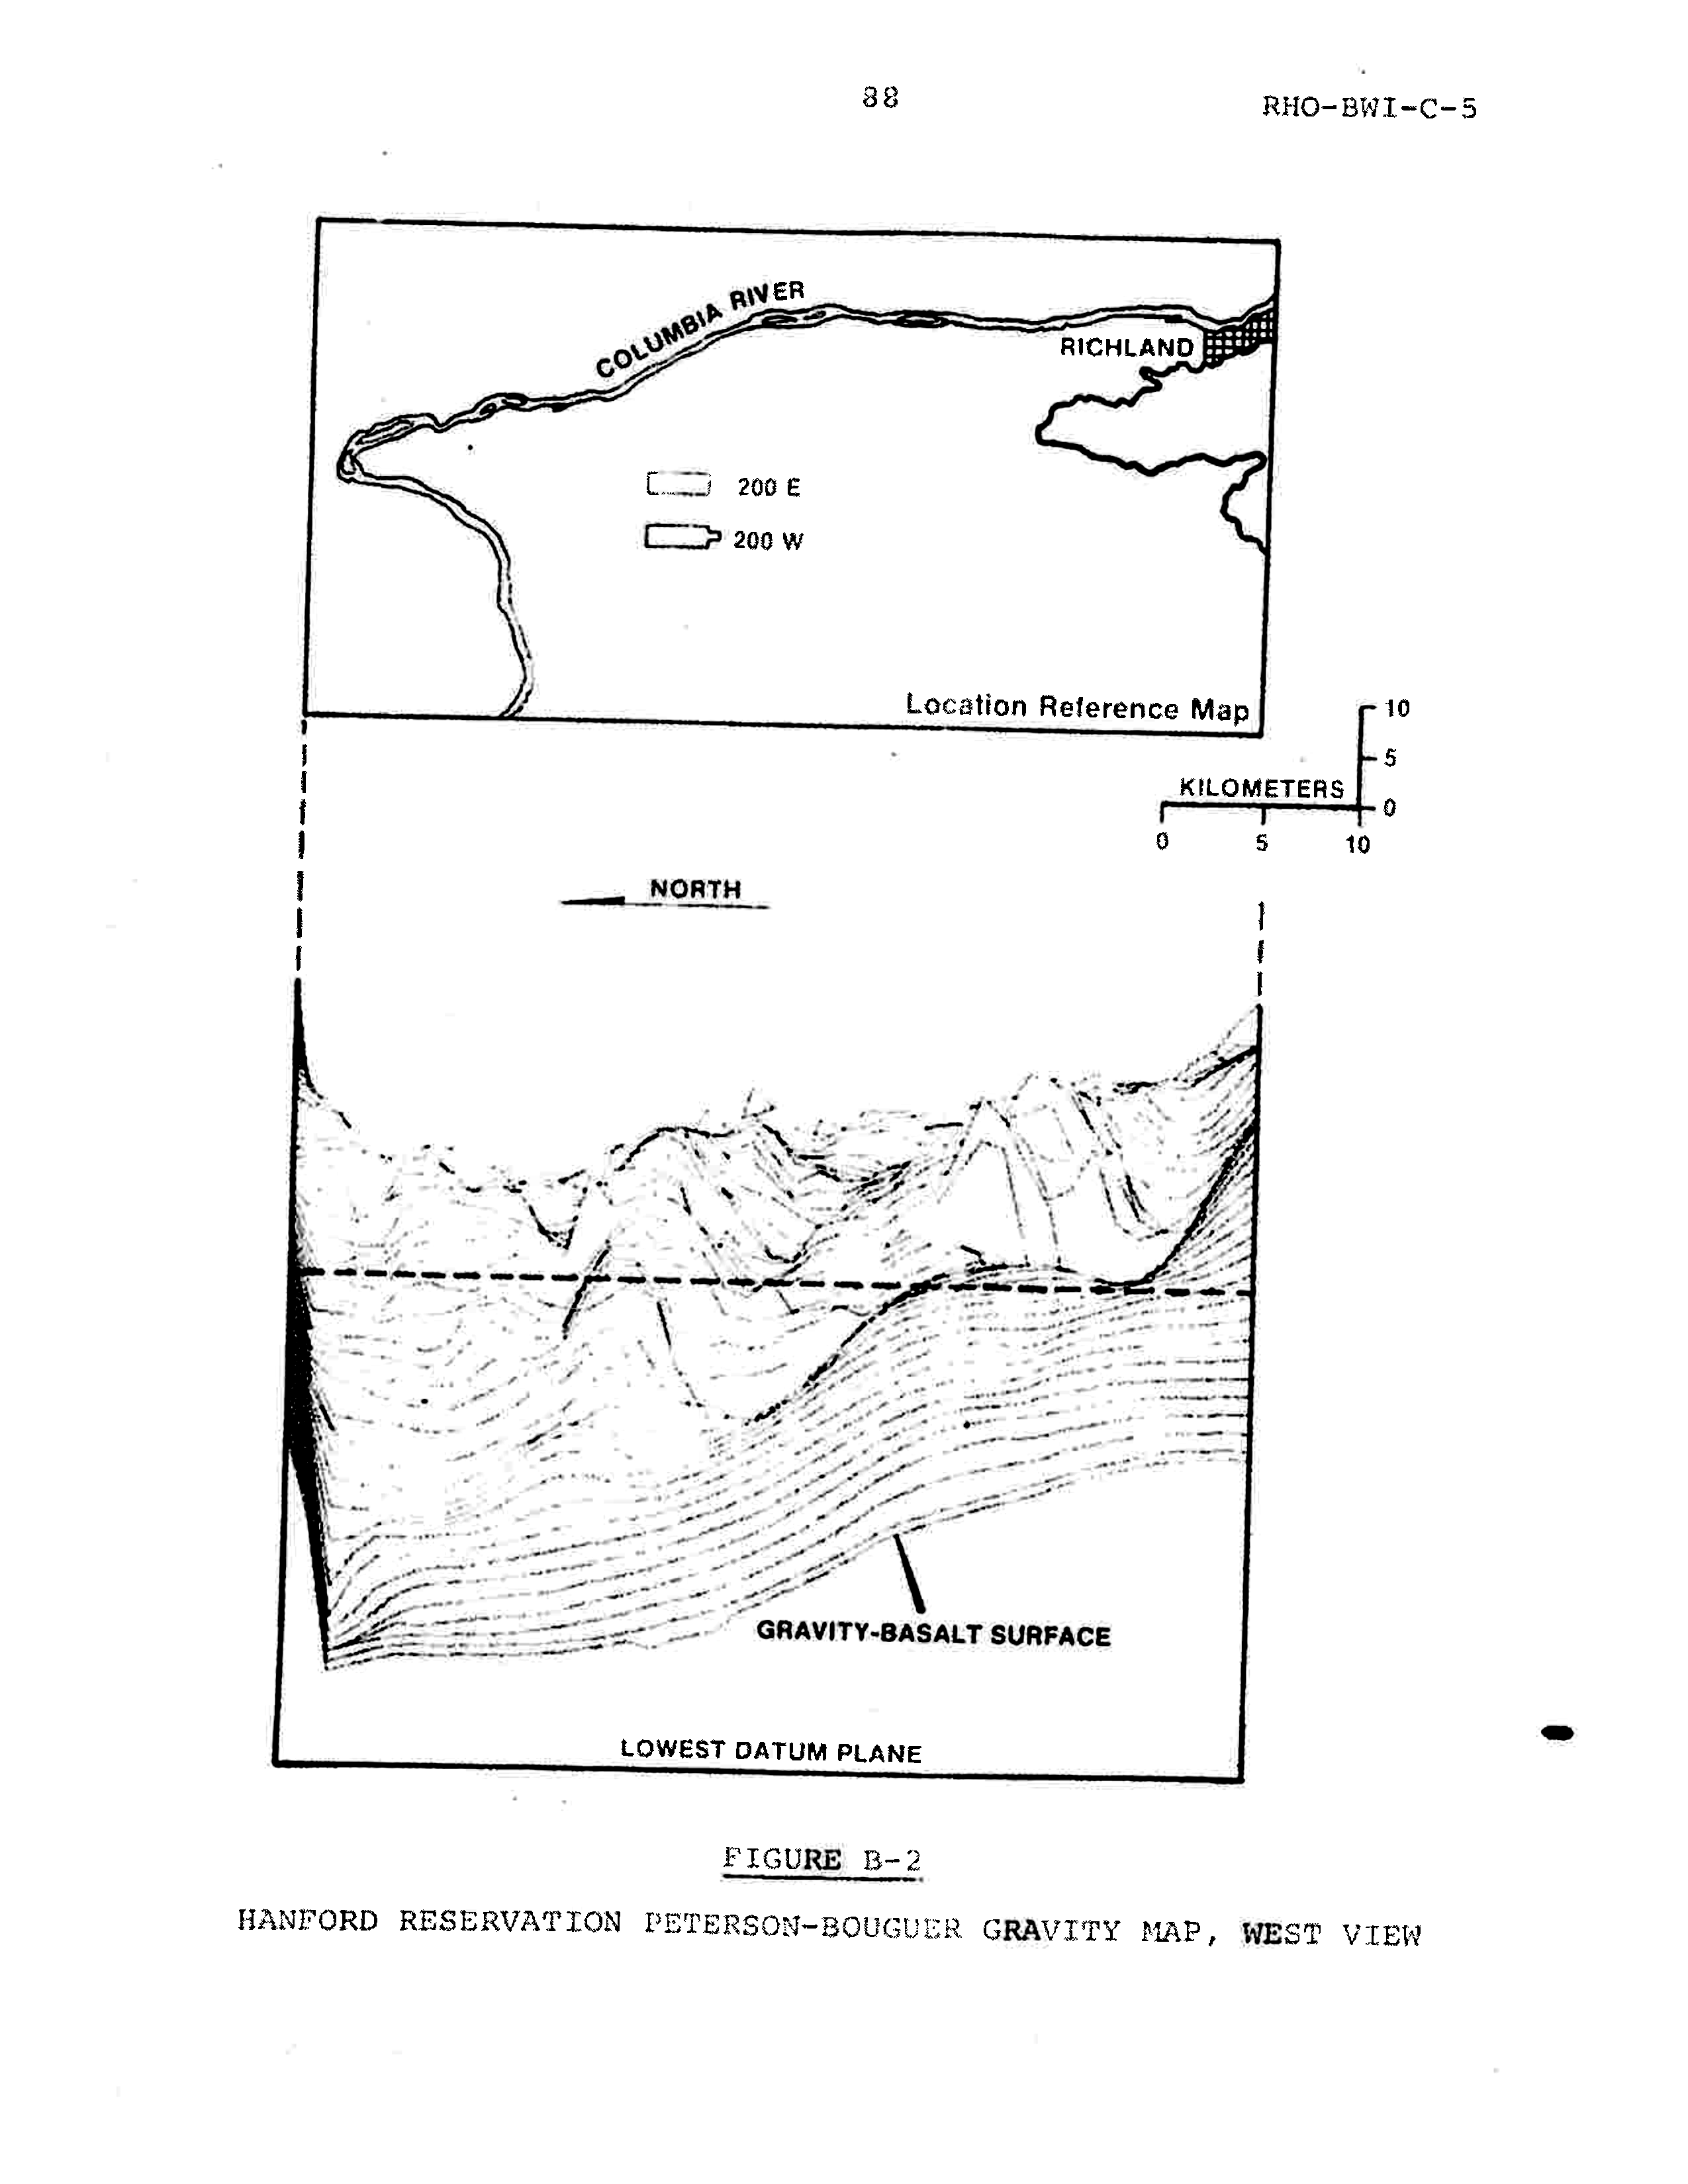 88
RHO-BWI-C-5
COLUMBIA RIVER
RICHLAND
200 E
200 W
Location Reference Map
10
5
KILOMETERS
0
0 5 10
NORTH
GRAVITY-BASALT SURFACE
LOWEST DATUM PLANE
FIGURE B-2
HANFORD RESERVATION PETERSON-BOUGUER GRAVITY MAP, WEST VIEW